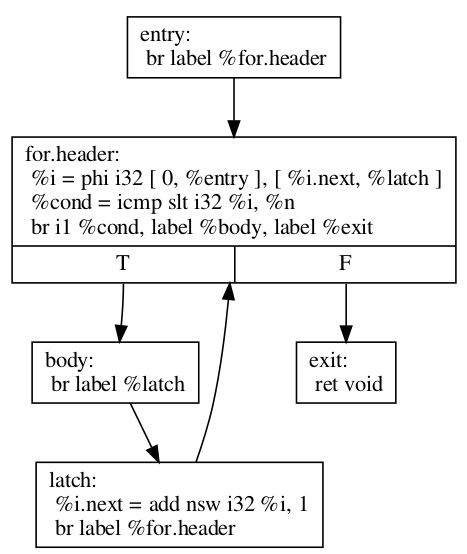 entry:
br label %for.header
for.header:
%i = phi i32 [ 0, %entry ], [ %i.next, %latch ]
%cond = icmp slt i32 %i, %n
br i1 %cond, label %body, label %exit
T
F
body:
br label %latch
exit:
ret void
latch:
%i.next = add nsw i32 %i, 1
br label %for.header